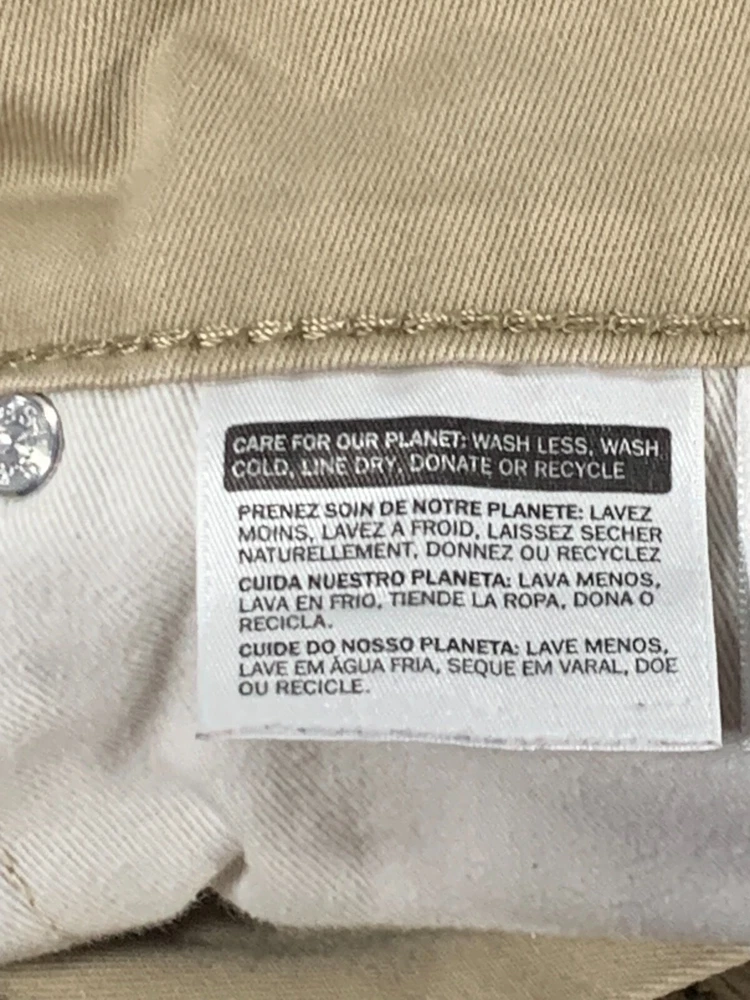 CARE FOR OUR PLANET: WASH LESS, WASH
COLD, LINE DRY, DONATE OR RECYCLE
PRENEZ SOIN DE NOTRE PLANETE: LAVEZ
MOINS, LAVEZ A FROID, LAISSEZ SECHER
NATURELLEMENT, DONNEZ OU RECYCLEZ
CUIDA NUESTRO PLANETA: LAVA MENOS,
LAVA EN FRIO, TIENDE LA ROPA, DONA O
RECICLA.
CUIDE DO NOSSO PLANETA: LAVE MENOS,
LAVE EM ÁGUA FRIA, SEQUE EM VARAL, DOE
OU RECICLE.